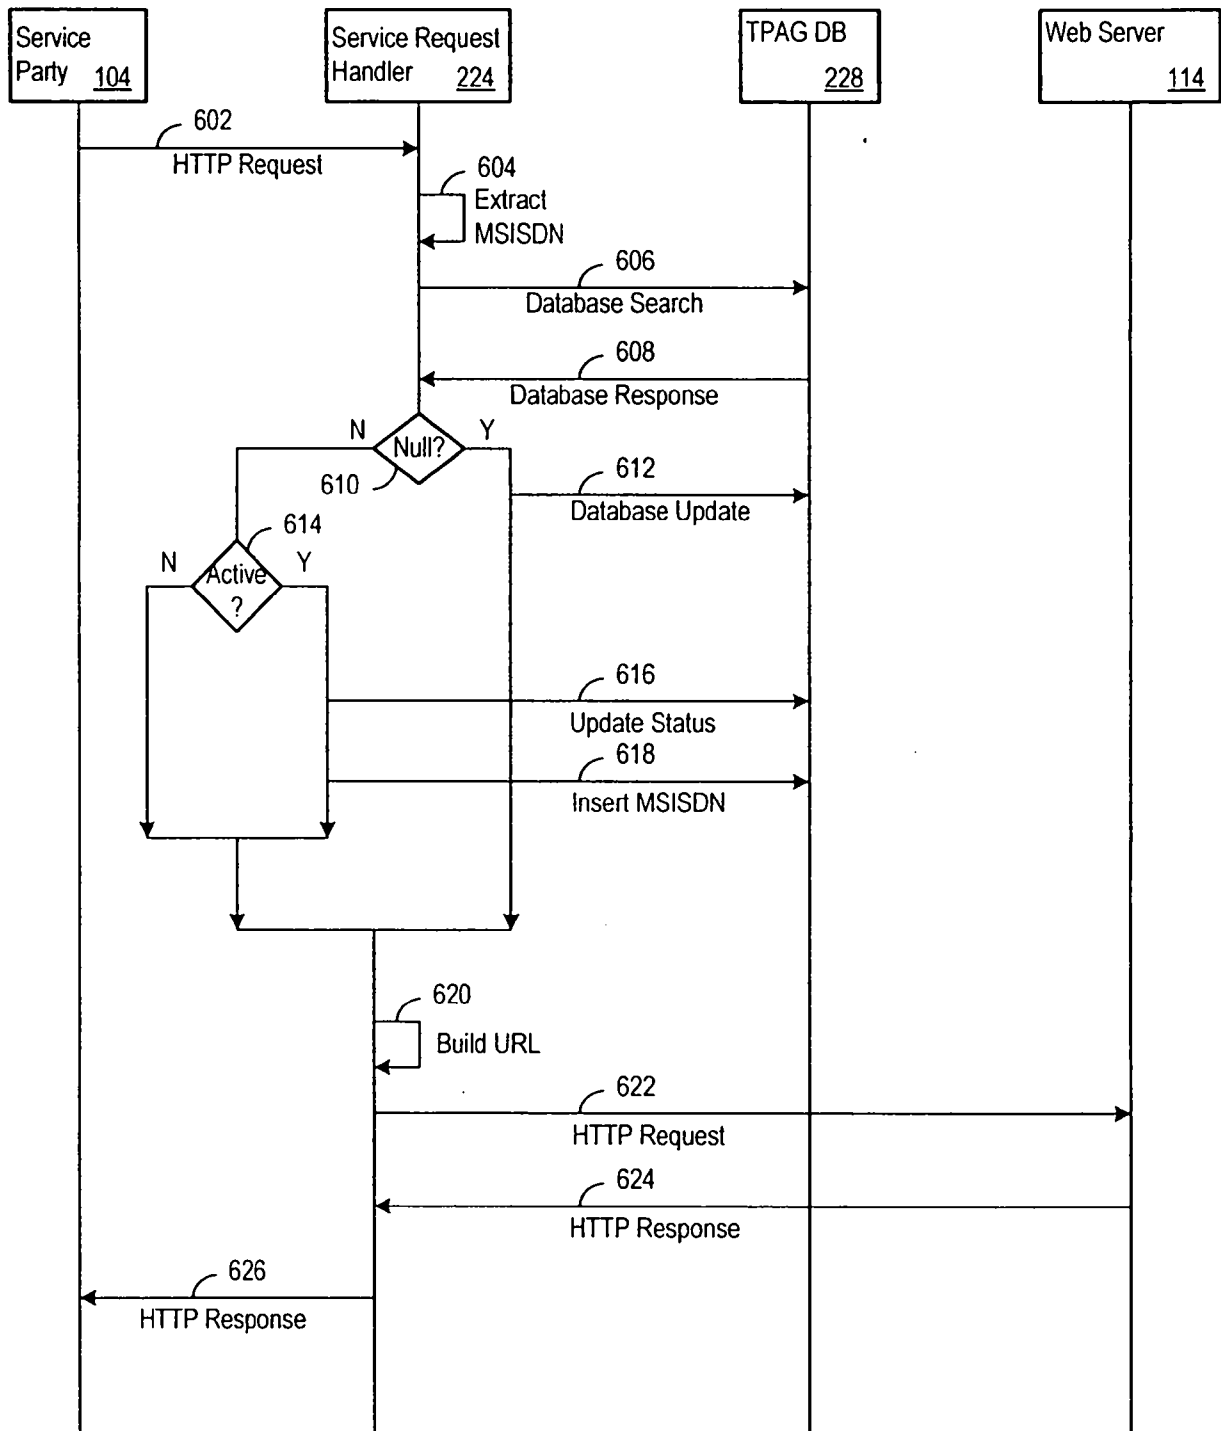 Service
Party 104
Service Request
Handler 224
TPAG DB
228
Web Server
114
602
HTTP Request
604
Extract
MSISDN
606
Database Search
608
Database Response
N
Null?
Y
610
612
Database Update
614
N
Active
?
Y
616
Update Status
618
Insert MSISDN
620
Build URL
622
HTTP Request
624
HTTP Response
626
HTTP Response